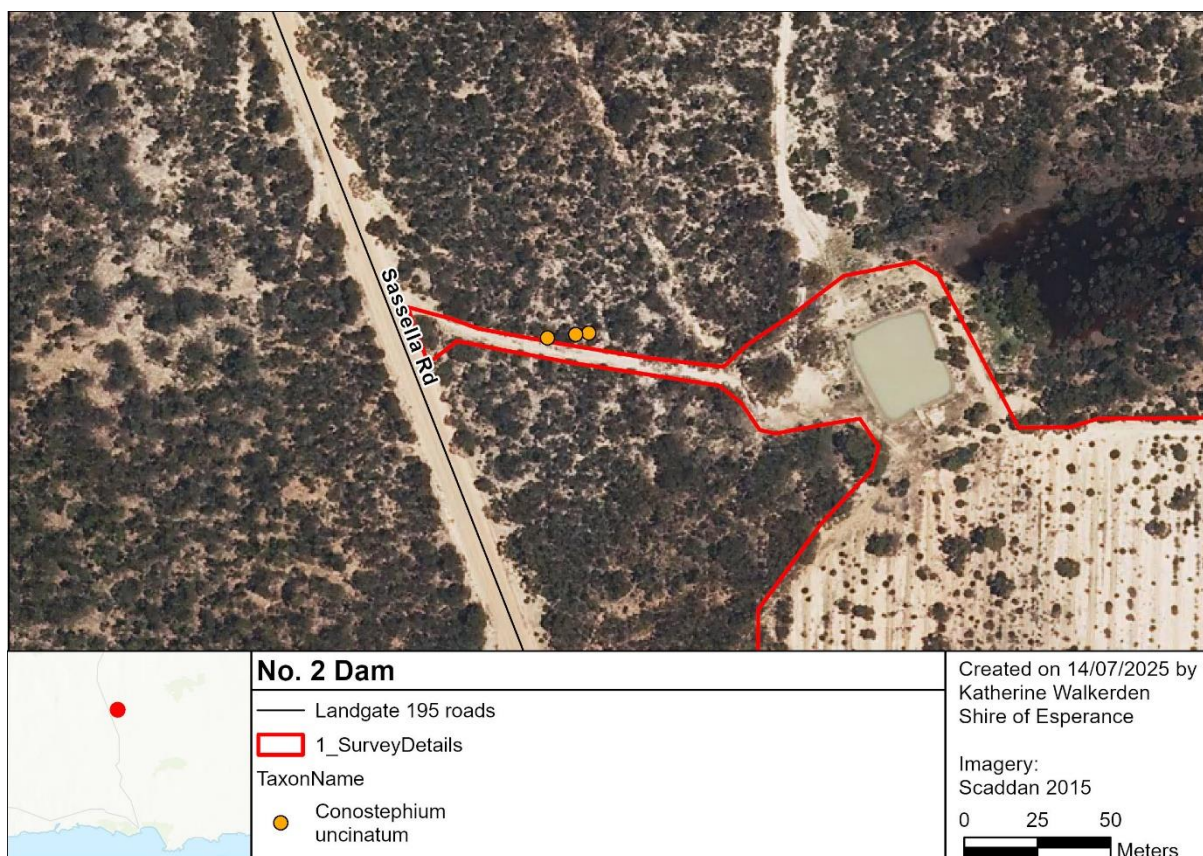 Sassella Rd
No. 2 Dam
Landgate 195 roads
1_SurveyDetails
TaxonName
Conostephium
uncinatum
Created on 14/07/2025 by
Katherine Walkerden
Shire of Esperance
Imagery:
Scaddan 2015
0 25 50
Meters